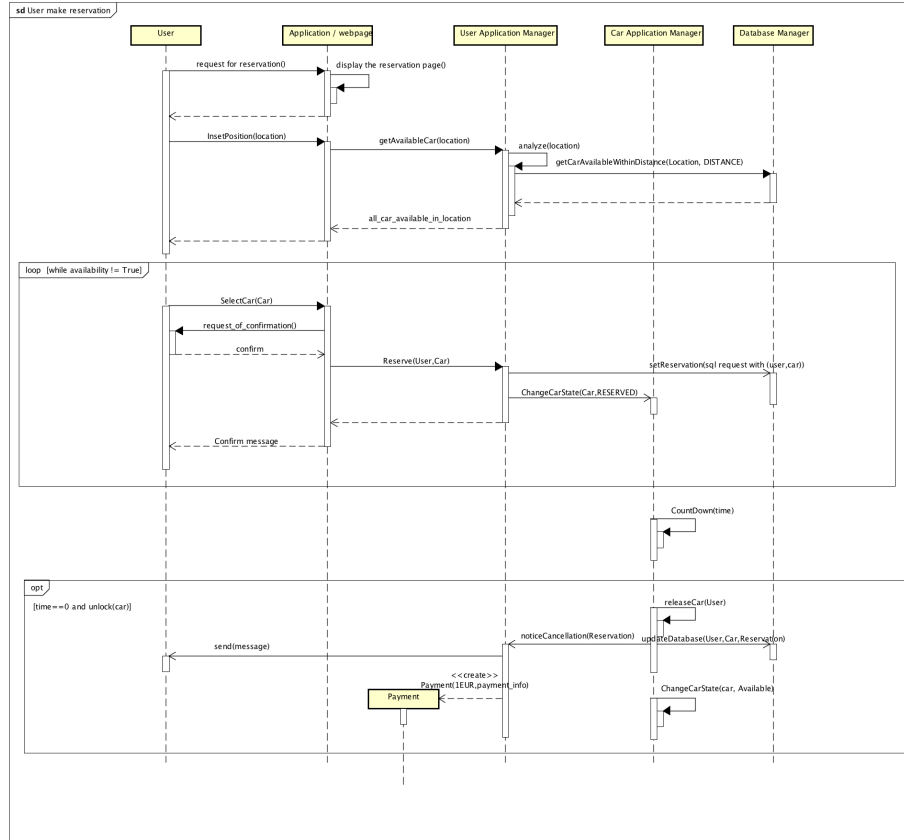 sd User make reservation
User
Application / webpage
User Application Manager
Car Application Manager
Database Manager
request for reservation()
display the reservation page()
InsetPosition(location)
getAvailableCar(location)
analyze(location)
getCarAvailableWithinDistance(Location, DISTANCE)
all_car_available_in_location
loop [while availability != True]
SelectCar(Car)
request_of_confirmation()
confirm
Reserve(User,Car)
setReservation(sql request with (user,car))
ChangeCarState(Car,RESERVED)
Confirm message
CountDown(time)
opt
[time==0 and unlock(car)]
releaseCar(User)
noticeCancellation(Reservation)
updateDatabase(User,Car,Reservation)
send(message)
<<create>>
Payment(1EUR,payment_info)
Payment
ChangeCarState(car, Available)